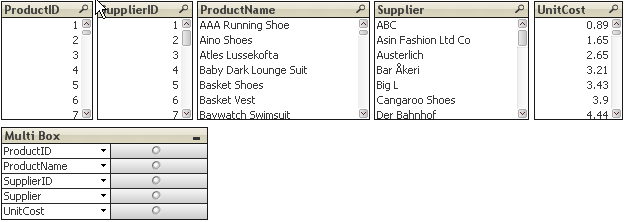 ProductID SupplierID ProductName Supplier UnitCost
1 1 AAA Running Shoe ABC 0.89
2 2 Aino Shoes Asin Fashion Ltd Co 1.65
3 3 Atles Lussekofta Austerlich 2.65
4 4 Baby Dark Lounge Suit Bar Åkeri 3.21
5 5 Basket Shoes Big L 3.43
6 6 Basket Vest Cangaroo Shoes 3.9
7 7 Baywatch Swimsuit Der Bahnhof 4.44
Multi Box
ProductID
ProductName
SupplierID
Supplier
UnitCost